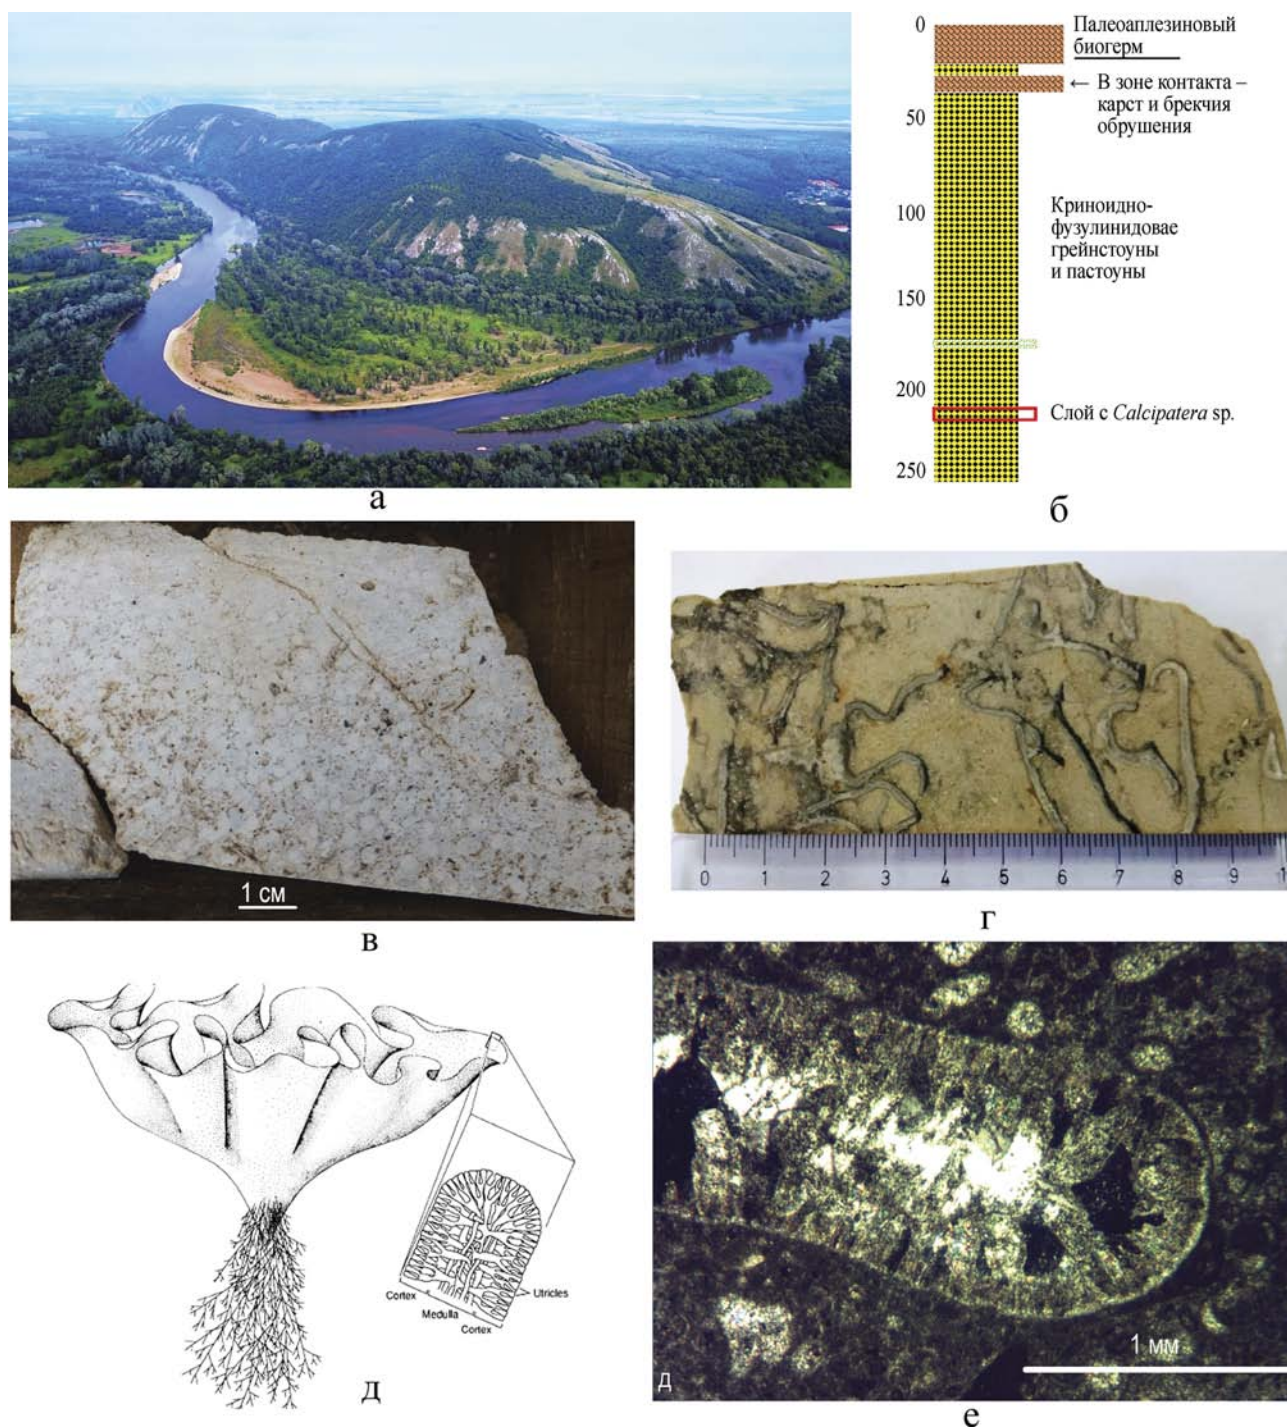 0
Палеоаплезиновый
биогерм
← В зоне контакта –
карст и брекчия
обрушения
50
100
Криноидно-
фузулинидовае
грейнстоуны
и пастоуны
150
200
Слой с Calcipatera sp.
250
а
б
1 см
0 1 2 3 4 5 6 7 8 9 1
в
г
Cortex
Medulla
Cortex
Utricles
1 мм
Д
д
е